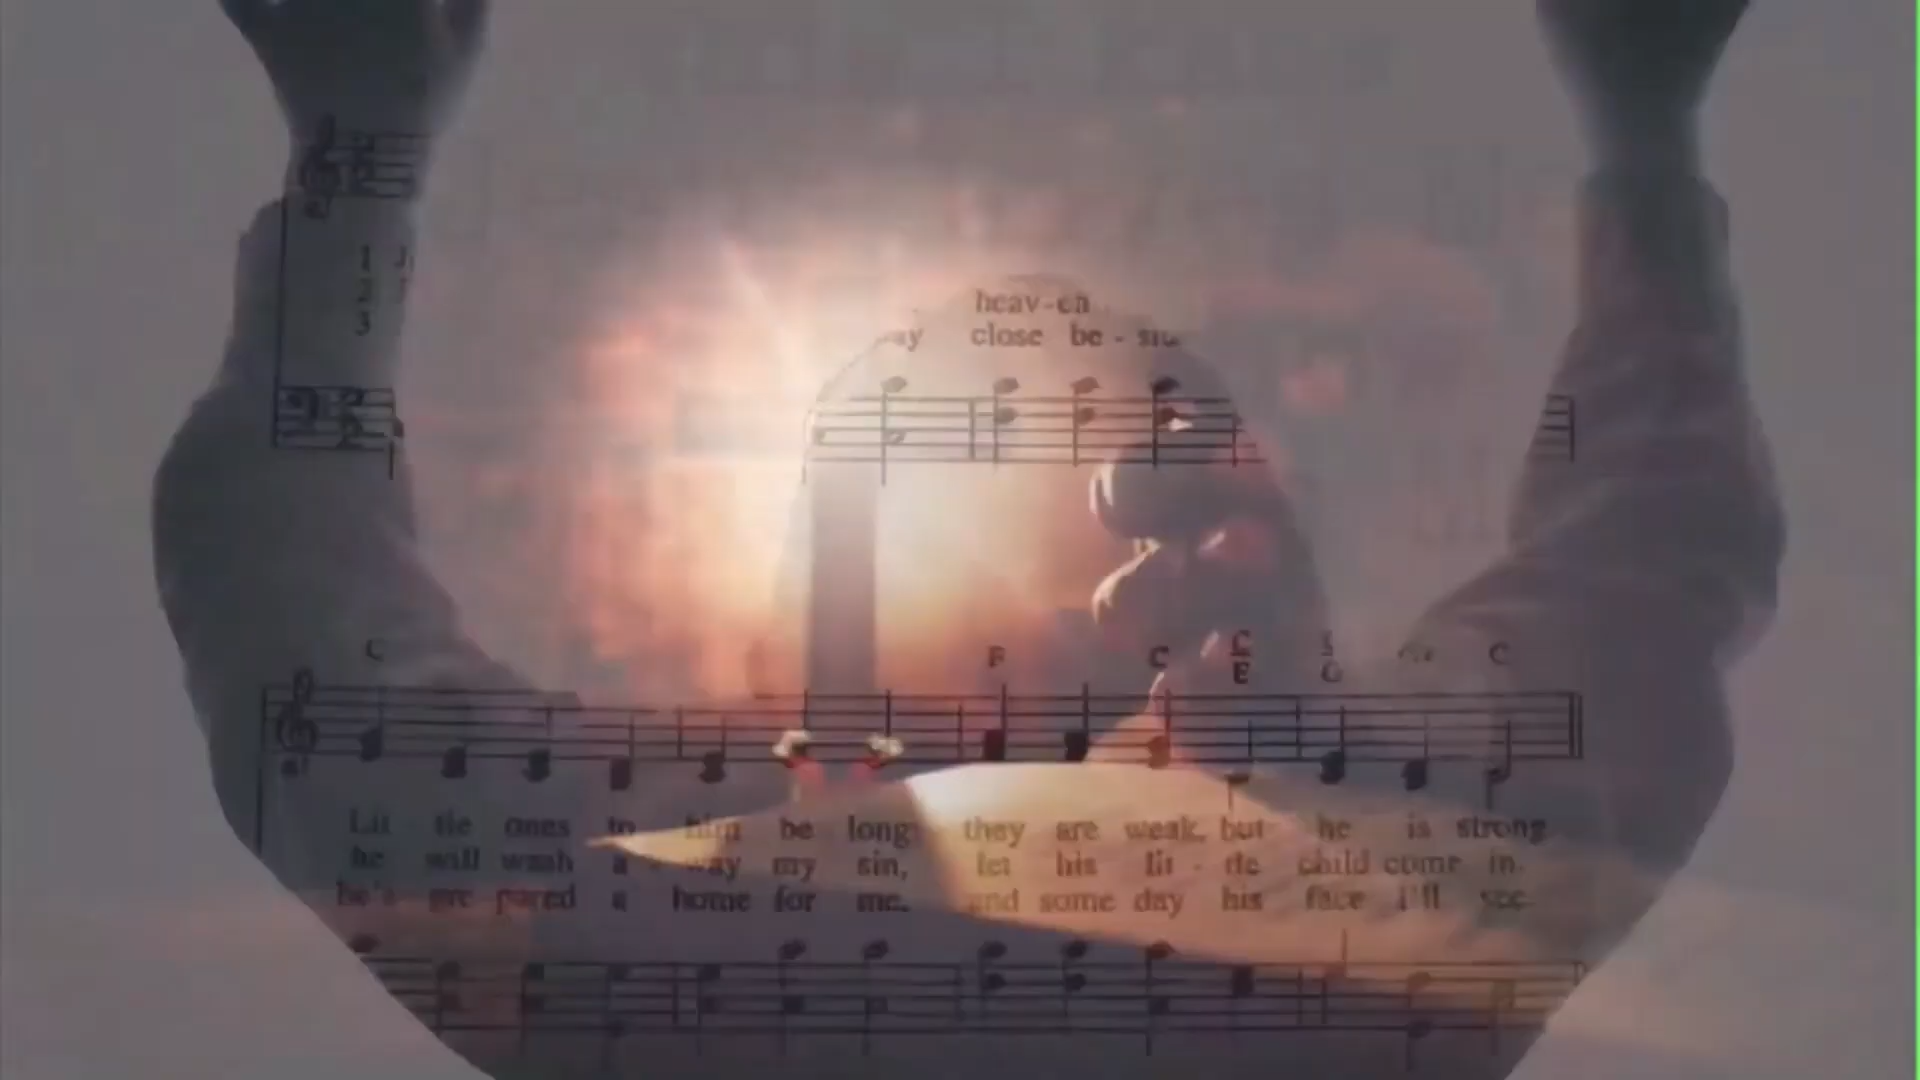 1
2
3
heav-en
close be-
C F C C/E G C
Lit tle ones to him be long they are weak, but he is strong
he will wash a - way my sin, let his lit - tle child come in.
he's pre pared a home for me, and some day his face I'll see